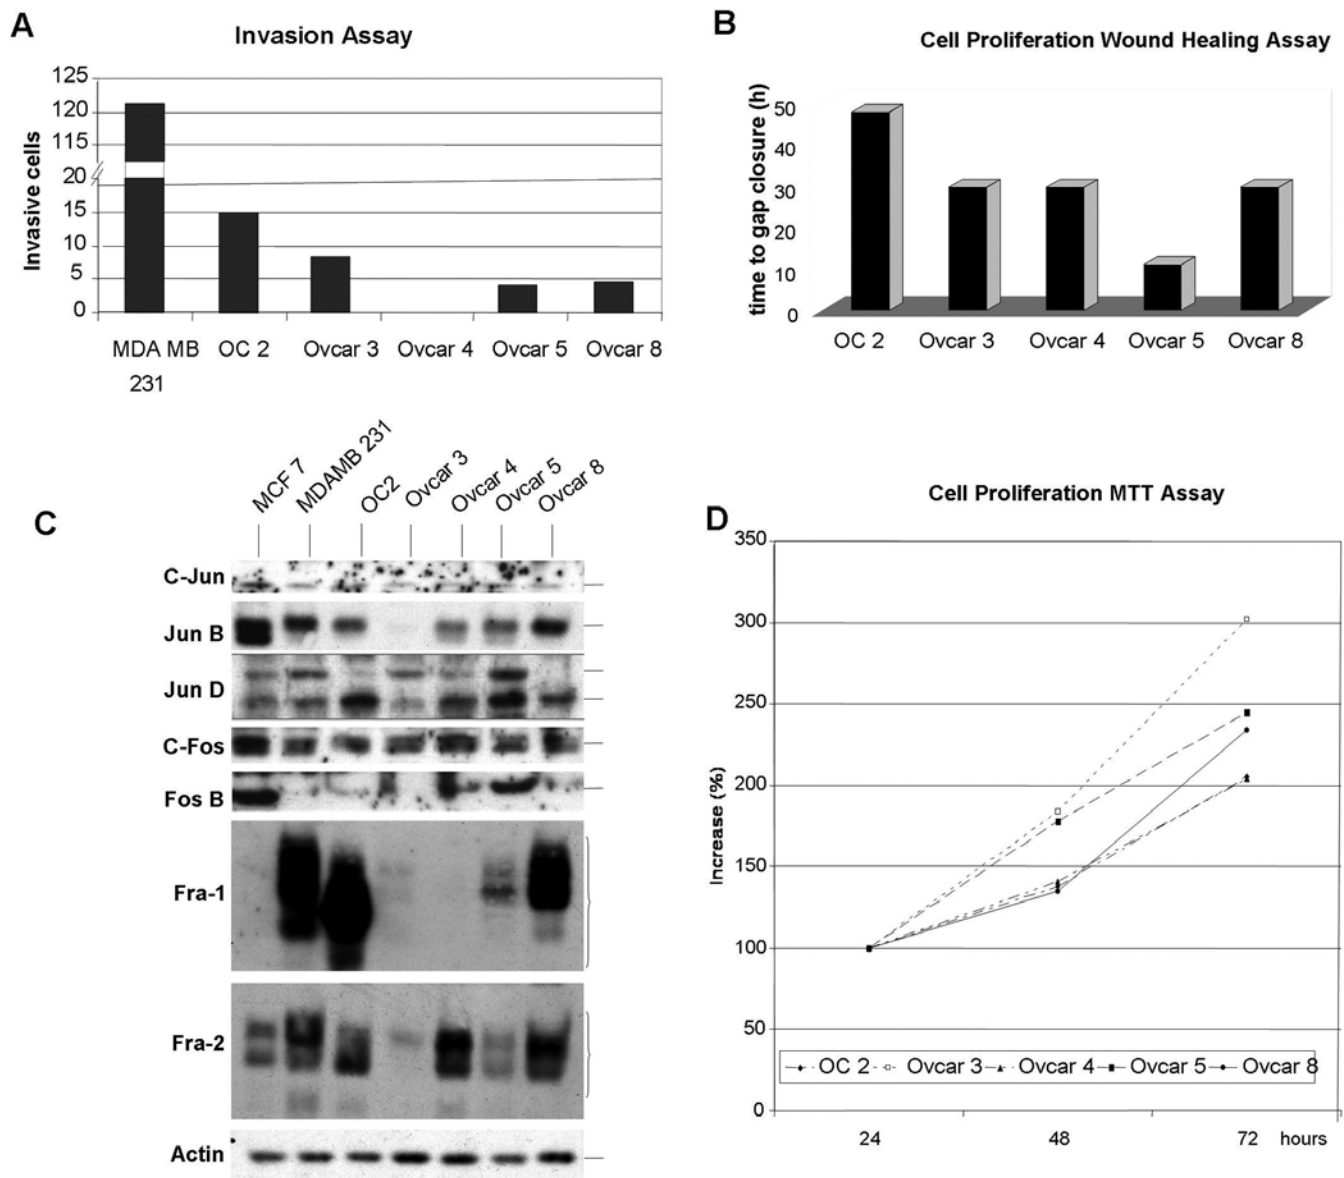 A
Invasion Assay
Invasive cells
125
120
115
20
20
15
10
5
0
MDA MB 231
OC 2
Ovcar 3
Ovcar 4
Ovcar 5
Ovcar 8
B
Cell Proliferation Wound Healing Assay
time to gap closure (h)
50
40
30
20
10
0
OC 2
Ovcar 3
Ovcar 4
Ovcar 5
Ovcar 8
C
MCF 7
MDAMB 231
OC2
Ovcar 3
Ovcar 4
Ovcar 5
Ovcar 8
C-Jun
Jun B
Jun D
C-Fos
Fos B
Fra-1
Fra-2
Actin
D
Cell Proliferation MTT Assay
Increase (%)
350
300
250
200
150
100
50
0
OC 2
Ovcar 3
Ovcar 4
Ovcar 5
Ovcar 8
24
48
72
hours